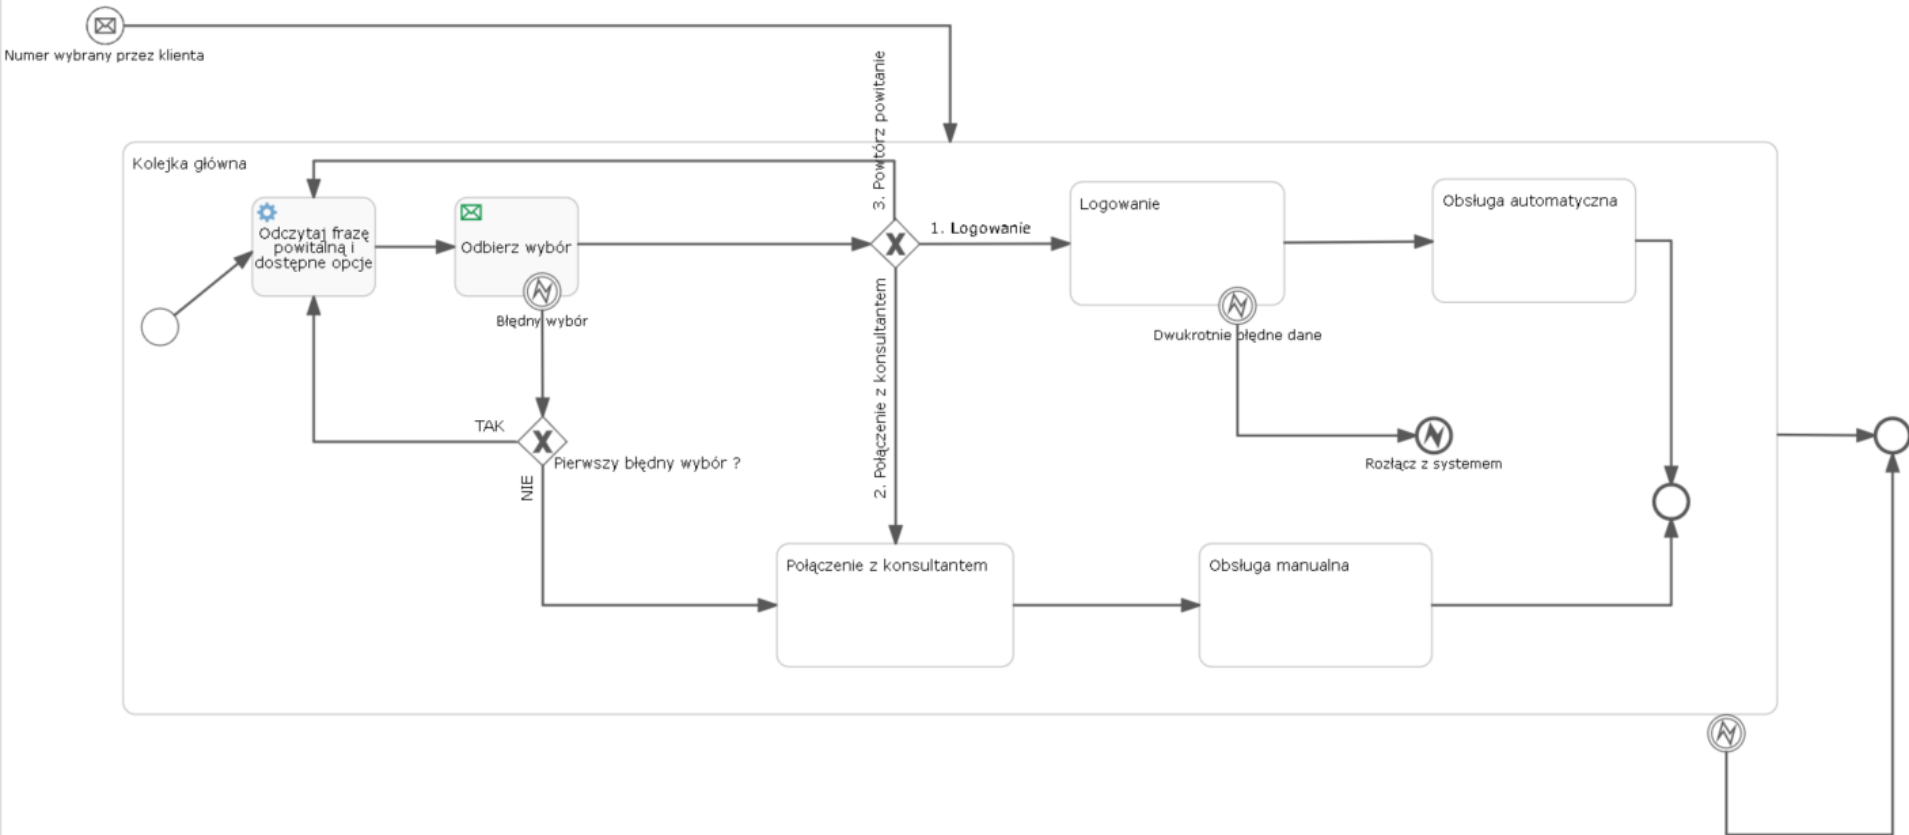 Numer wybrany przez klienta
Kolejka główna
3. Powtórz powitanie
Odczytaj frazę
powitalną i
dostępne opcje
Odbierz wybór
1. Logowanie
Logowanie
Obsługa automatyczna
Błędny wybór
Dwukrotnie błędne dane
2. Połączenie z konsultantem
TAK
Pierwszy błędny wybór ?
NIE
Rozłącz z systemem
Połączenie z konsultantem
Obsługa manualna